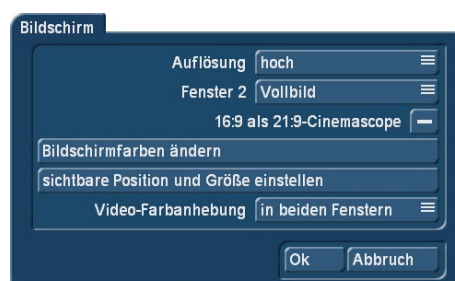 Bildschirm
Auflösung hoch
Fenster 2 Vollbild
16:9 als 21:9-Cinemascope
Bildschirmfarben ändern
sichtbare Position und Größe einstellen
Video-Farbanhebung in beiden Fenstern
Ok Abbruch